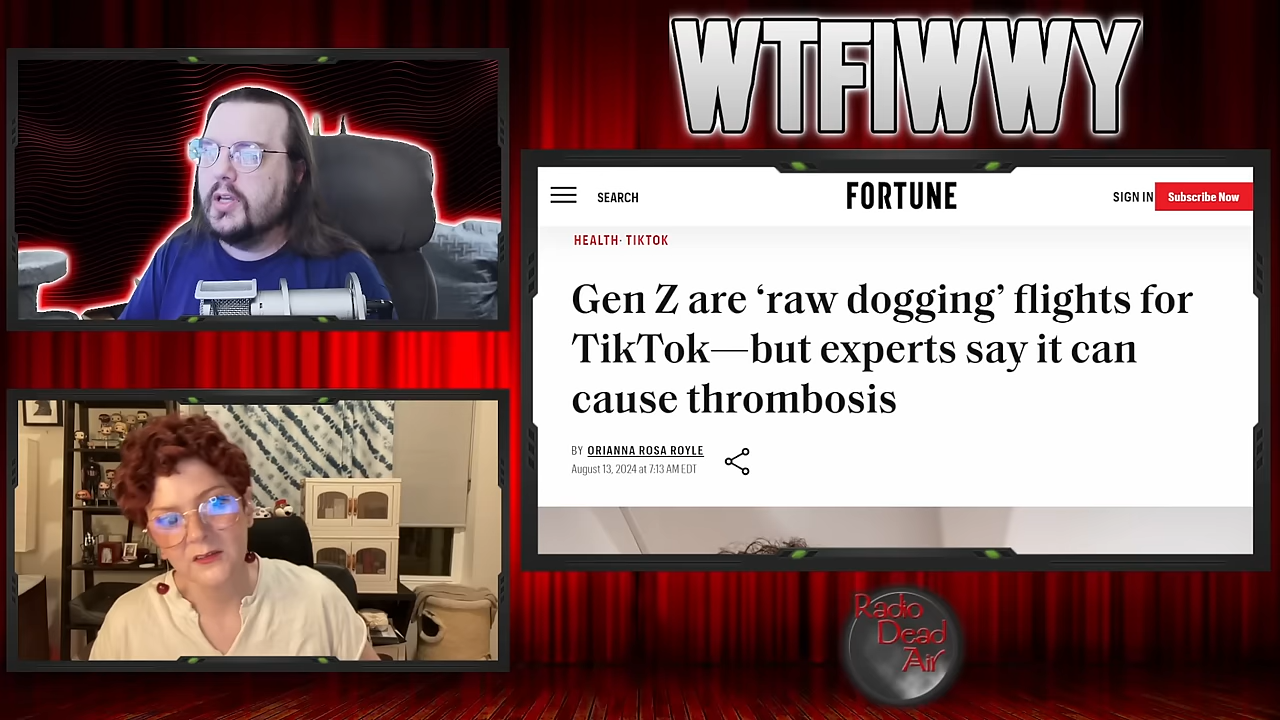 WTFIWWY
SEARCH
FORTUNE
SIGN IN
Subscribe Now
HEALTH· TIKTOK
Gen Z are ‘raw dogging’ flights for
TikTok—but experts say it can
cause thrombosis
BY ORIANNA ROSA ROYLE
August 13, 2024 at 7:13 AM EDT
Radio
Dead
Air